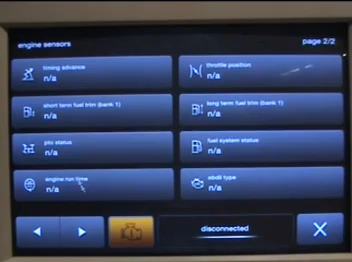 engine sensors
page 2/2
timing advance
n/a
throttle position
n/a
short term fuel trim (bank 1)
n/a
long term fuel trim (bank 1)
n/a
pto status
n/a
fuel system status
n/a
engine run time
n/a
obdII type
n/a
disconnected
X